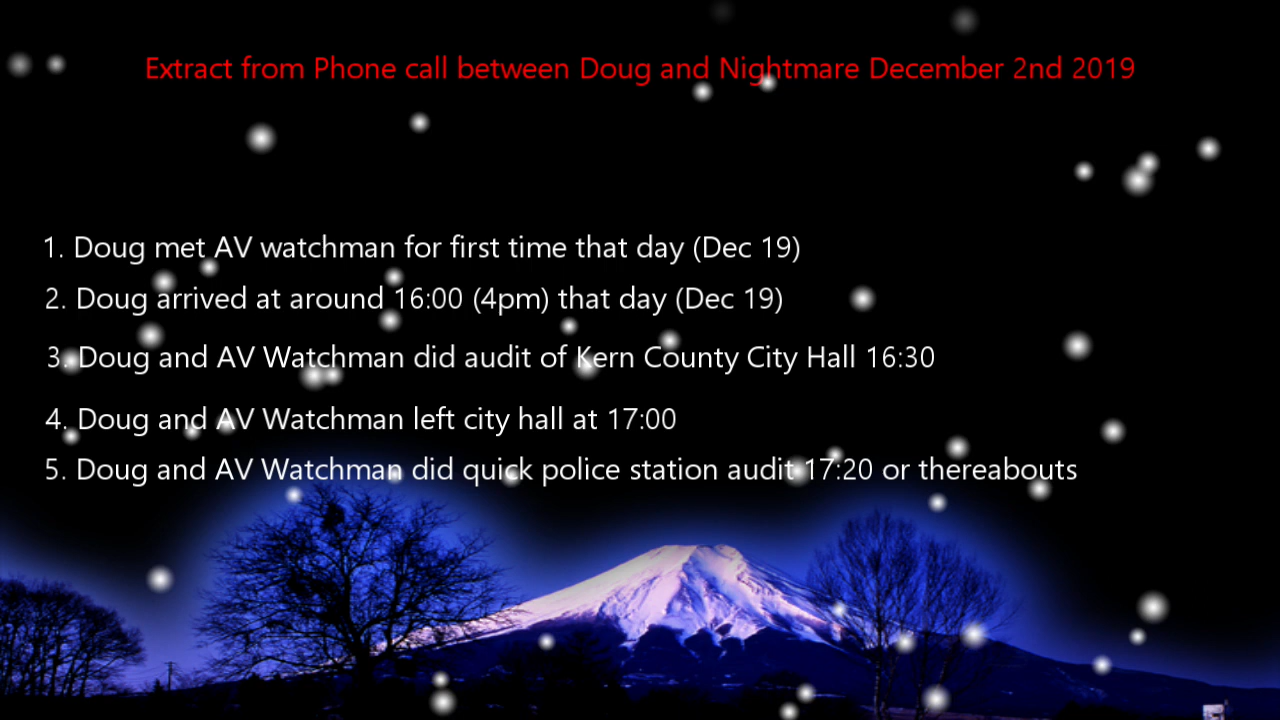 Extract from Phone call between Doug and Nightmare December 2nd 2019
1. Doug met AV watchman for first time that day (Dec 19)
2. Doug arrived at around 16:00 (4pm) that day (Dec 19)
3. Doug and AV Watchman did audit of Kern County City Hall 16:30
4. Doug and AV Watchman left city hall at 17:00
5. Doug and AV Watchman did quick police station audit 17:20 or thereabouts